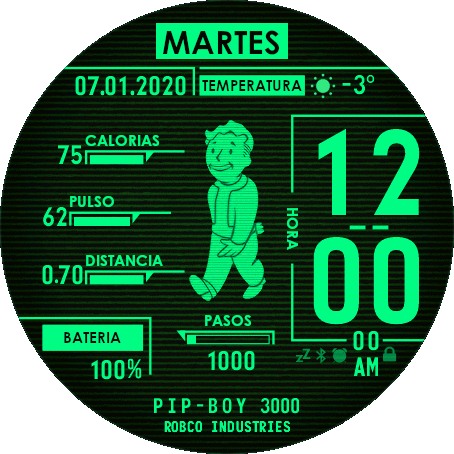 MARTES
07.01.2020 TEMPERATURA -3°
CALORIAS
75
PULSO
62
DISTANCIA
0.70
HORA
12
00
00
AM
zZ
PASOS
1000
BATERIA
100%
PIP-BOY 3000
ROBCO INDUSTRIES